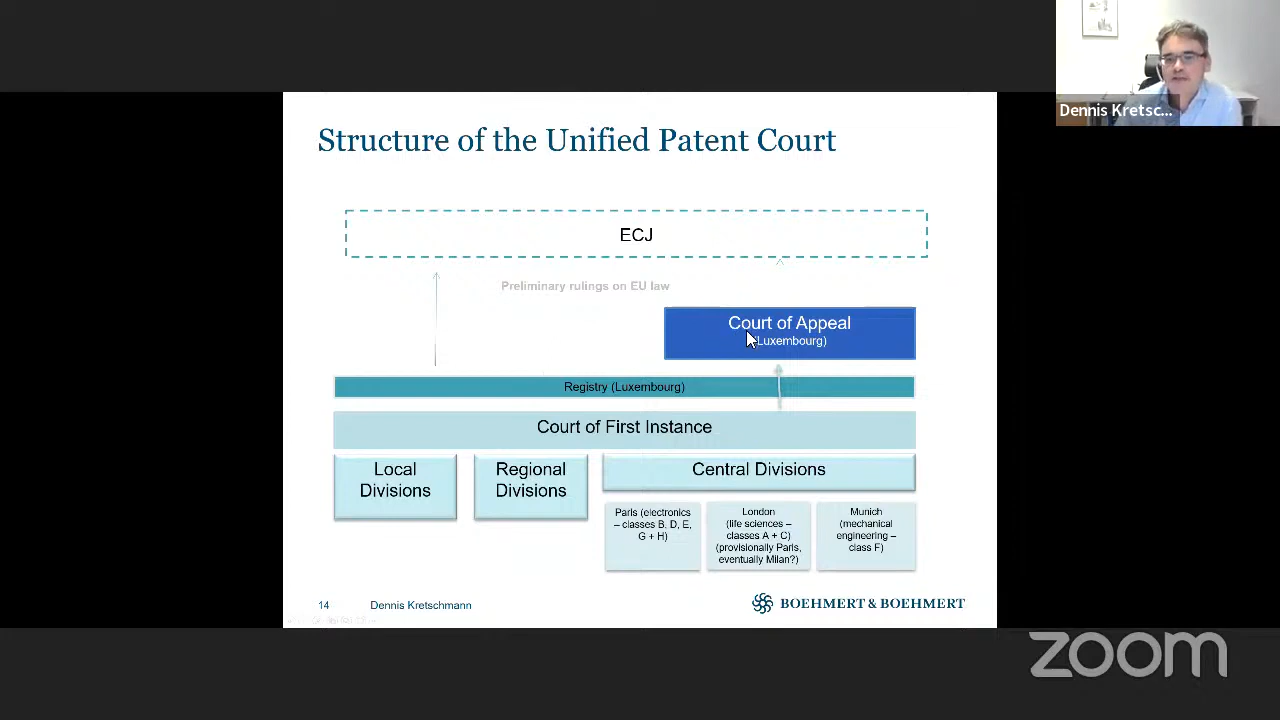 Dennis Kretsc...
Structure of the Unified Patent Court
ECJ
Preliminary rulings on EU law
Court of Appeal
Luxembourg)
Registry (Luxembourg)
Court of First Instance
Local
Divisions
Regional
Divisions
Central Divisions
Paris (electronics
– classes B, D, E,
G + H)
London
(life sciences –
classes A + C)
(provisionally Paris,
eventually Milan?)
Munich
(mechanical
engineering –
class F)
14
Dennis Kretschmann
BOEHMERT & BOEHMERT
zoom